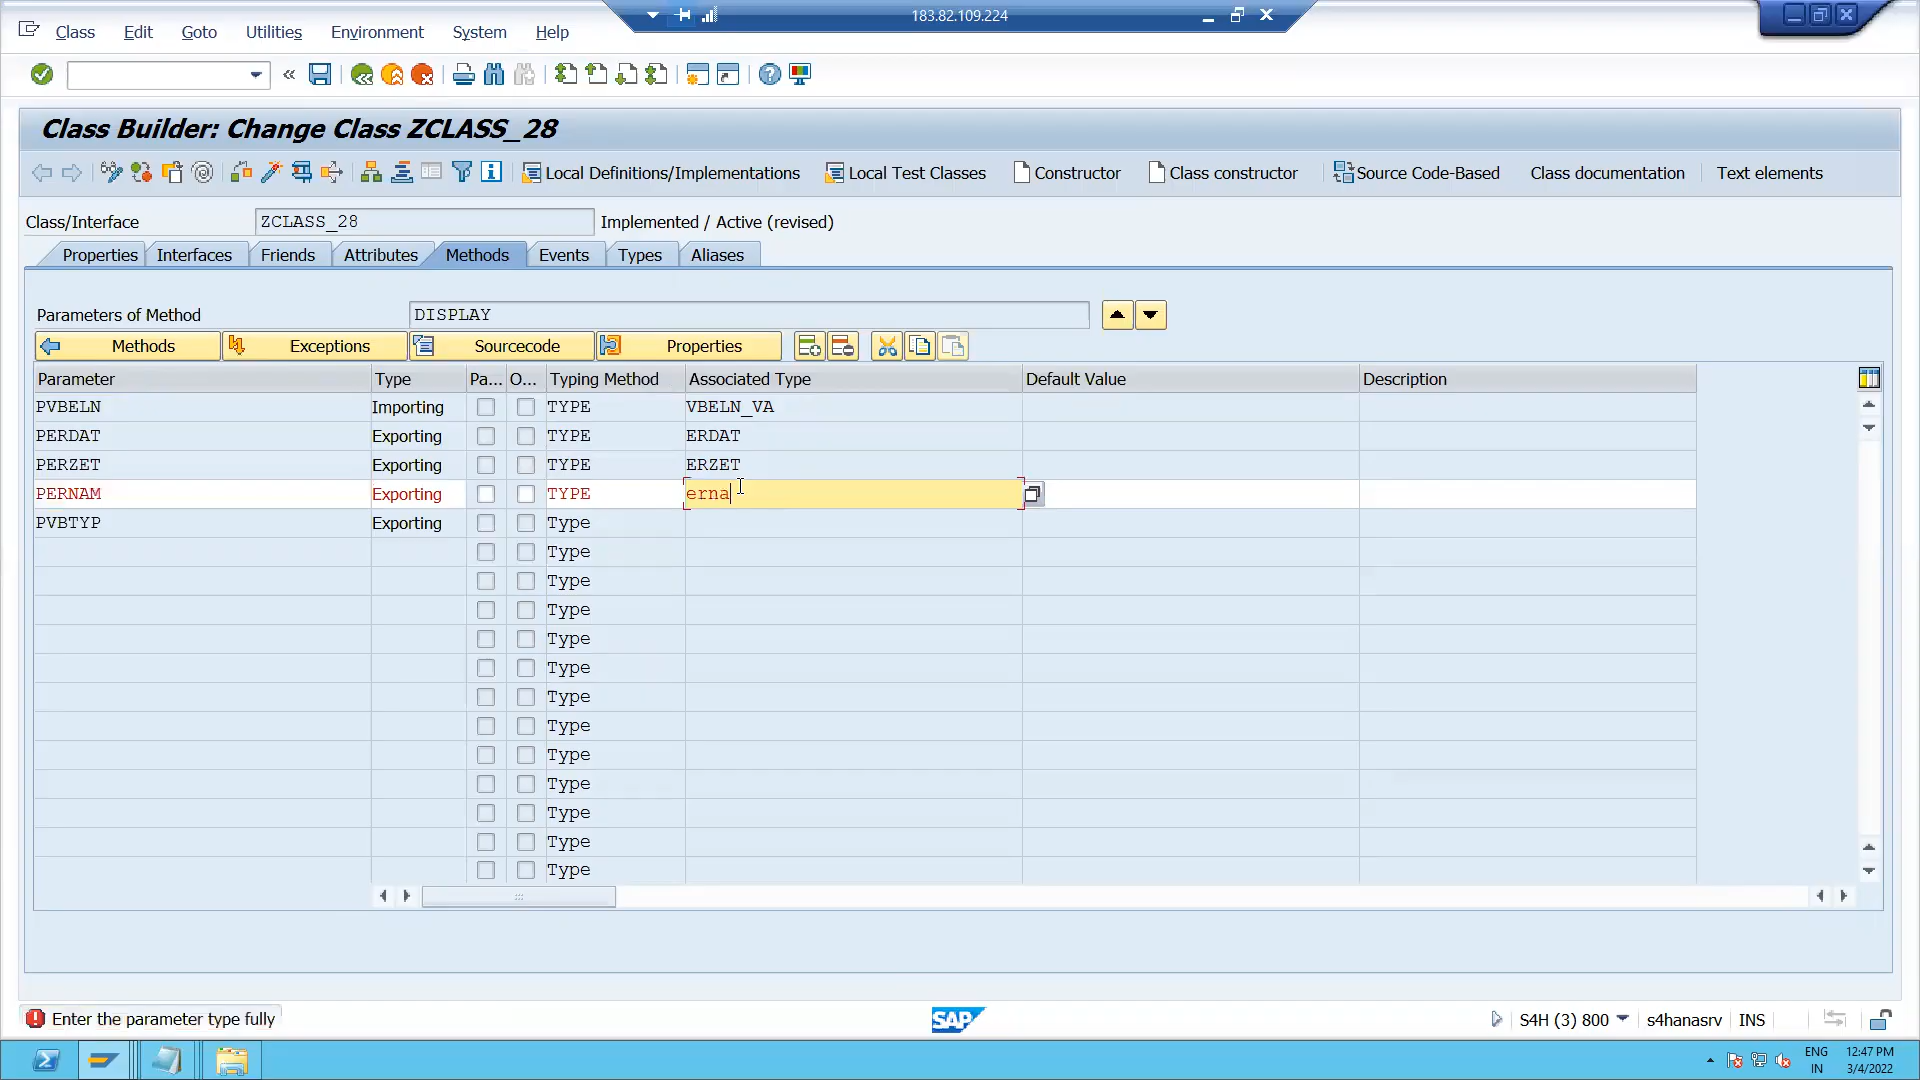 183.82.109.224
Class Edit Goto Utilities Environment System Help
Class Builder: Change Class ZCLASS_28
Local Definitions/Implementations Local Test Classes Constructor Class constructor Source Code-Based Class documentation Text elements
Class/Interface ZCLASS_28 Implemented / Active (revised)
Properties Interfaces Friends Attributes Methods Events Types Aliases
Parameters of Method DISPLAY
Methods Exceptions Sourcecode Properties
Parameter Type Pa... O... Typing Method Associated Type Default Value Description
PVBELN Importing TYPE VBELN_VA
PERDAT Exporting TYPE ERDAT
PERZET Exporting TYPE ERZET
PERNAM Exporting TYPE erna
PVBTYP Exporting Type
Type
Type
Type
Type
Type
Type
Type
Type
Type
Type
Type
Type
Enter the parameter type fully SAP S4H (3) 800 s4hanasrv INS
ENG 12:47 PM
IN 3/4/2022